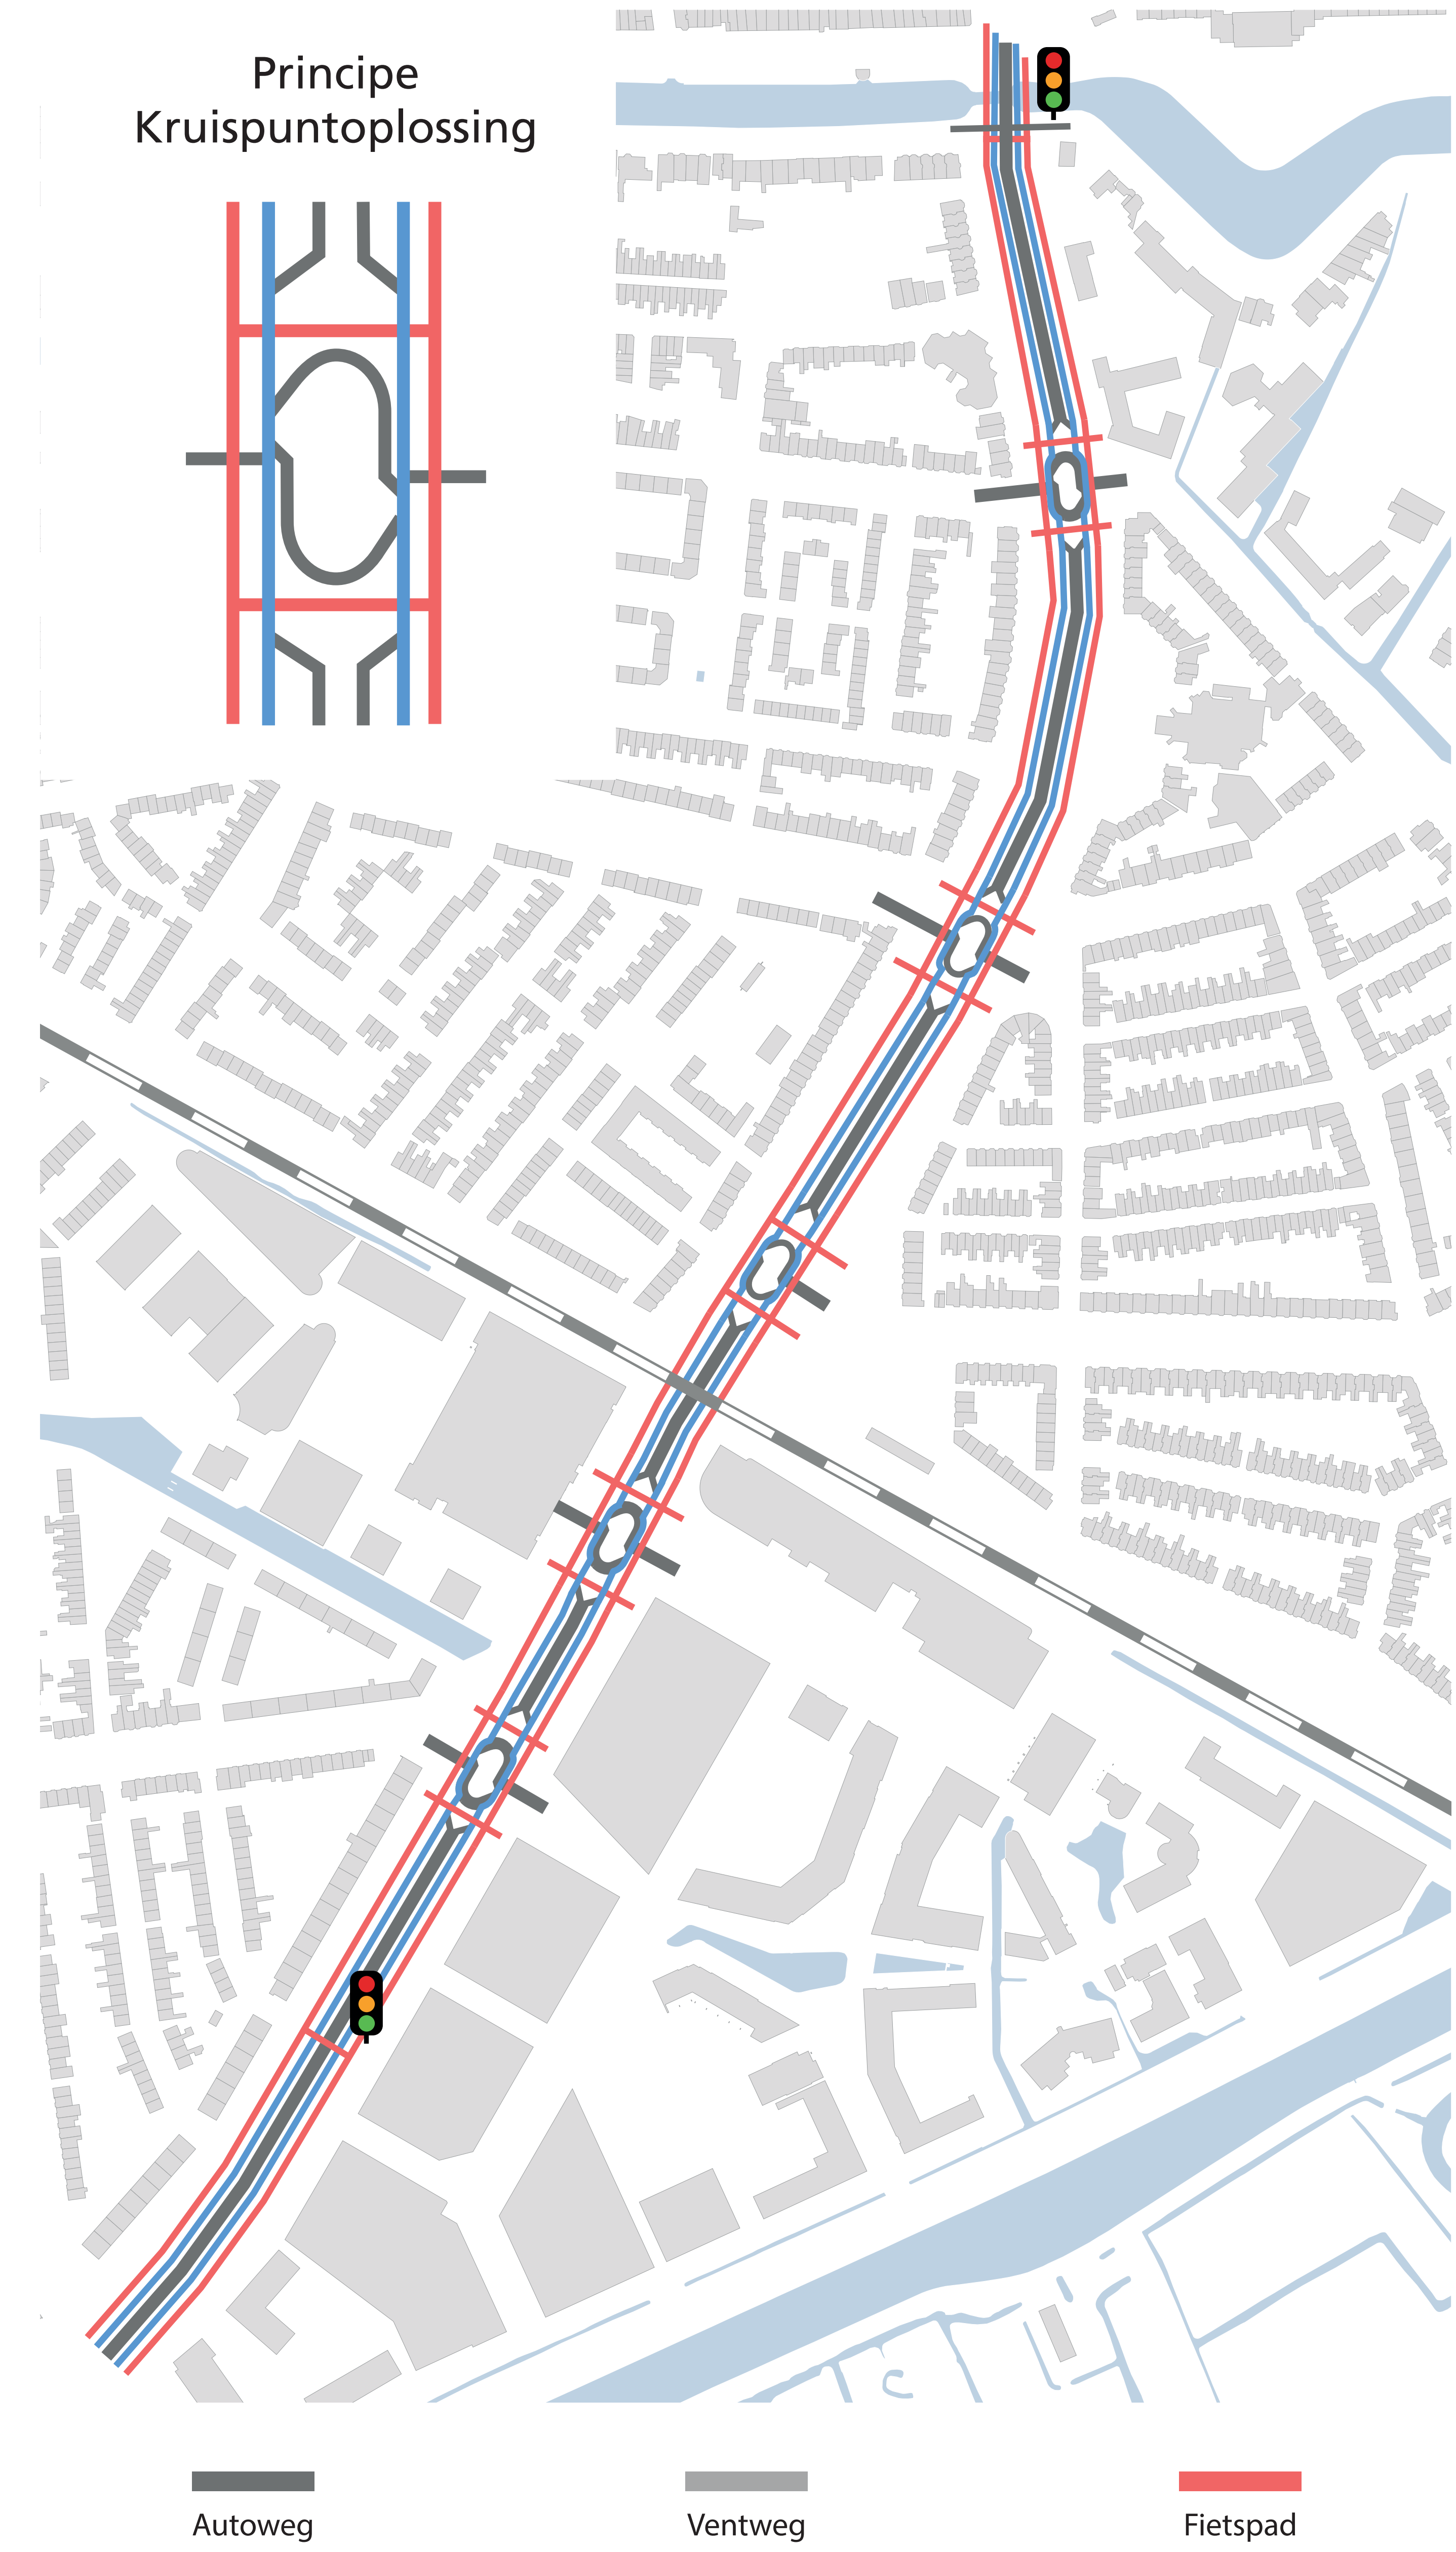 Principe
Kruispuntoplossing
Autoweg
Ventweg
Fietspad